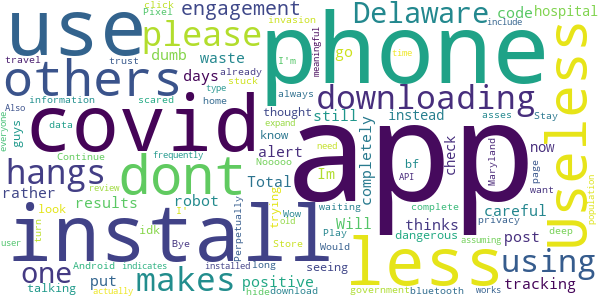 click Pixel invasion engagement Delaware code hospital
use please phone go include
travel trust dumb waste meaningful time type
others days already stuck I'm always
information scared home thought still instead
guys data Also
covid downloading
everyone Continue expand know completely asses Stay now useless
hangs dont alert bf API Maryland page want
rather review frequently need Im check
results robot Total trying Nooooo
look idk Perpetually Wow old waiting complete careful privacy
turn I' Store Play Will thinks dangerous post deep population
user Android indicates Bye Would seeing assuming
install app less
one makes using
talking put positive long installed hide download tracking
actually government bluetooth works